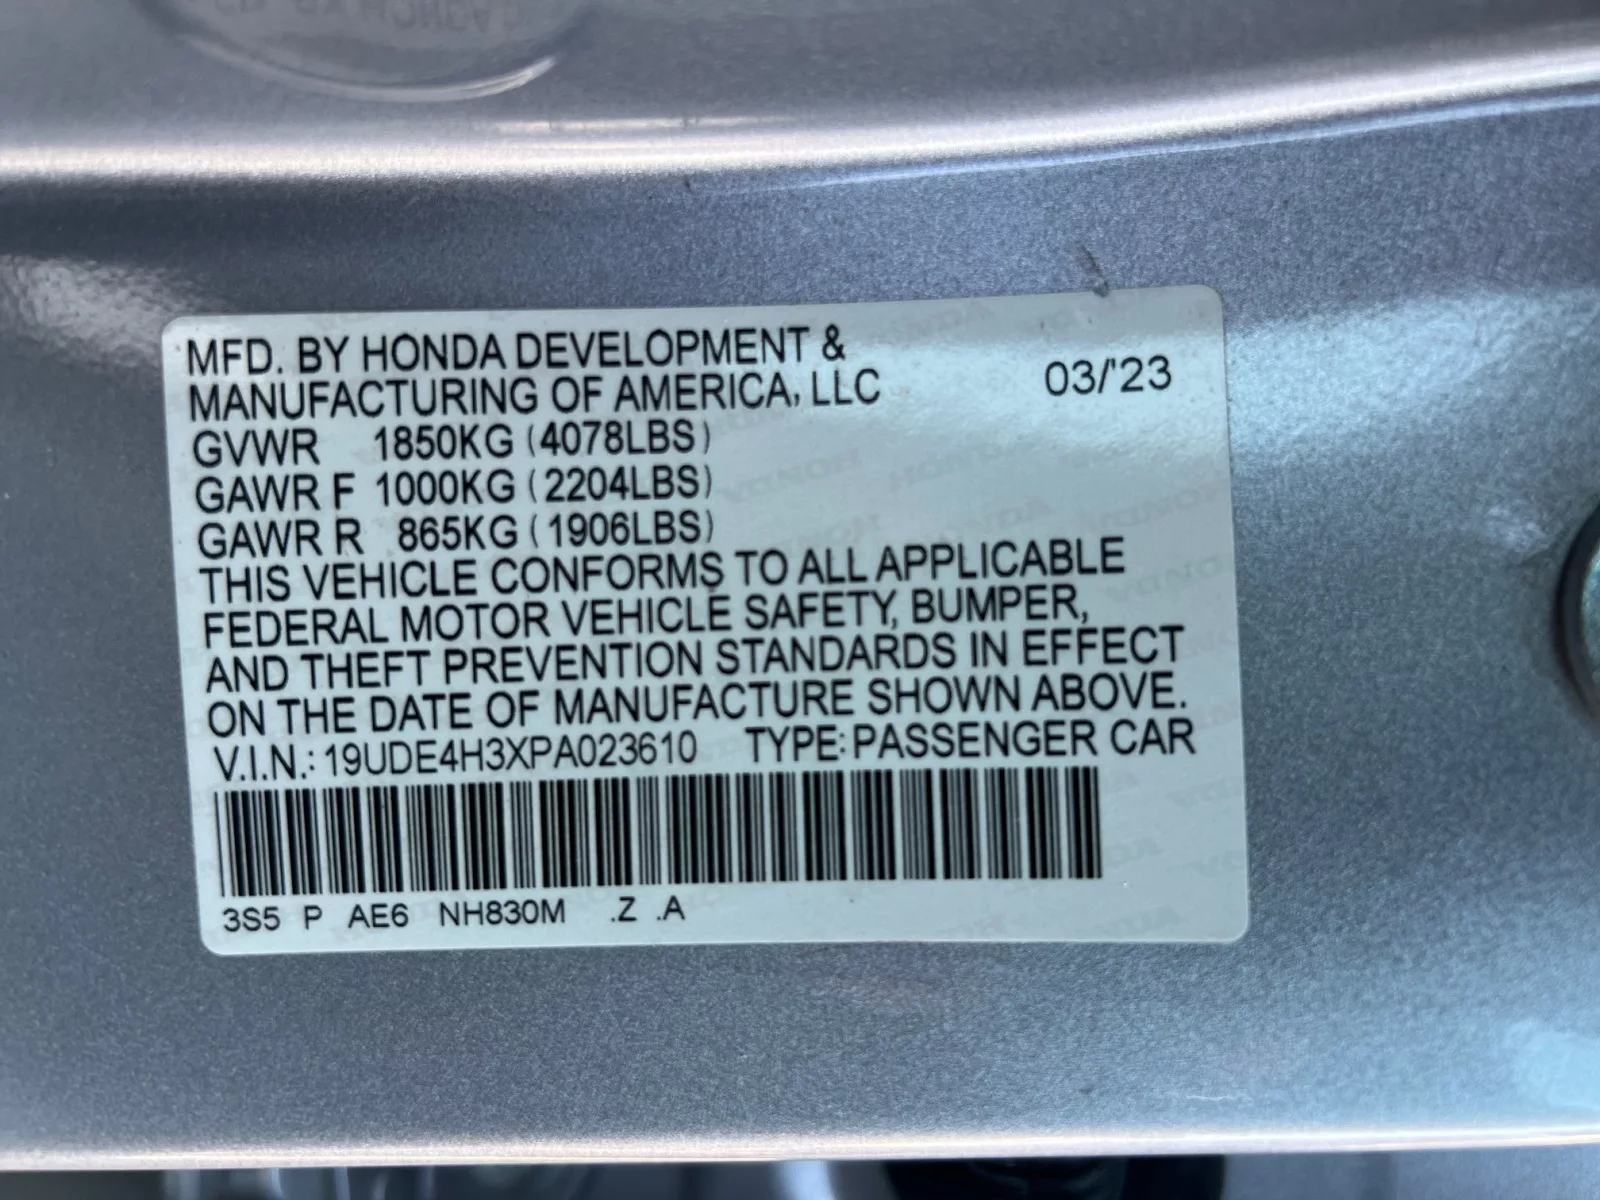 MFD. BY HONDA DEVELOPMENT &
MANUFACTURING OF AMERICA, LLC 03/'23
GVWR 1850KG (4078LBS)
GAWR F 1000KG (2204LBS)
GAWR R 865KG (1906LBS)
THIS VEHICLE CONFORMS TO ALL APPLICABLE
FEDERAL MOTOR VEHICLE SAFETY, BUMPER,
AND THEFT PREVENTION STANDARDS IN EFFECT
ON THE DATE OF MANUFACTURE SHOWN ABOVE.
V.I.N.: 19UDE4H3XPA023610 TYPE: PASSENGER CAR
3S5 P AE6 NH830M .Z .A